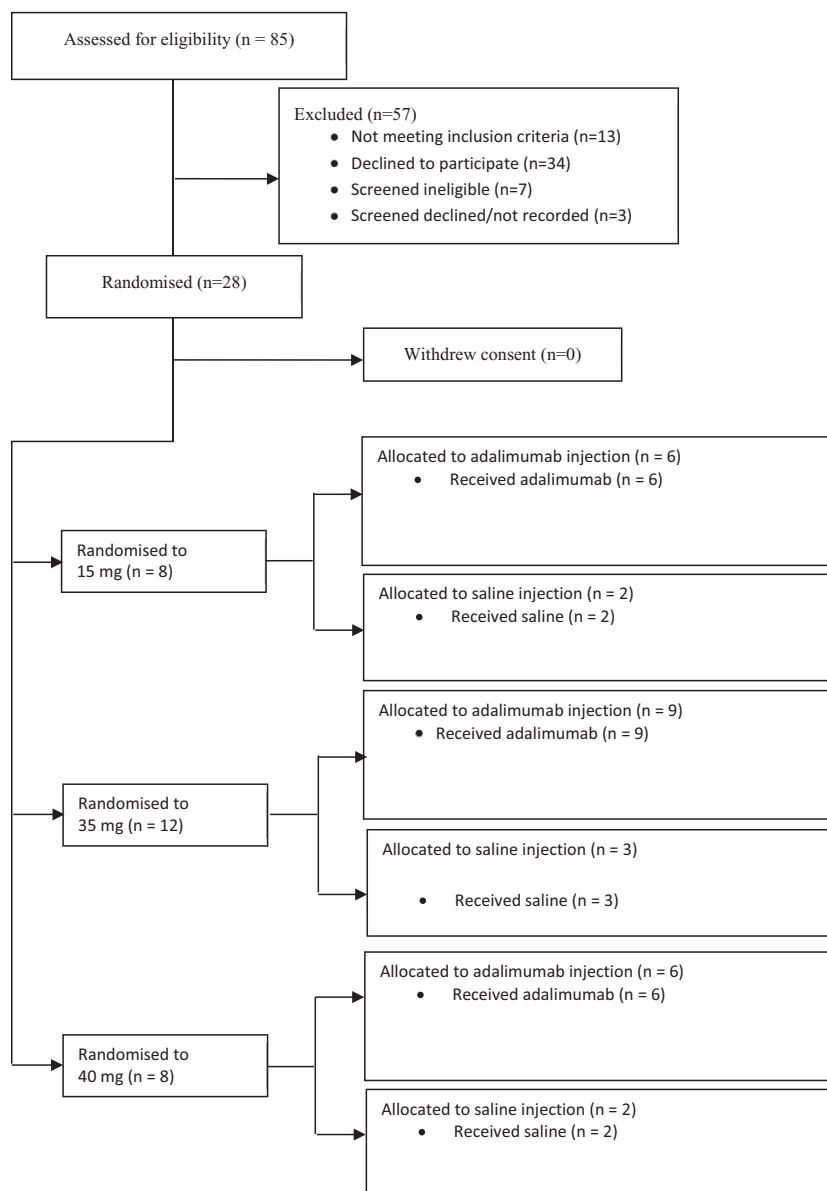 Assessed for eligibility (n = 85)
Excluded (n=57)
• Not meeting inclusion criteria (n=13)
• Declined to participate (n=34)
• Screened ineligible (n=7)
• Screened declined/not recorded (n=3)
Randomised (n=28)
Withdrew consent (n=0)
Randomised to
15 mg (n = 8)
Allocated to adalimumab injection (n = 6)
• Received adalimumab (n = 6)
Allocated to saline injection (n = 2)
• Received saline (n = 2)
Randomised to
35 mg (n = 12)
Allocated to adalimumab injection (n = 9)
• Received adalimumab (n = 9)
Allocated to saline injection (n = 3)
• Received saline (n = 3)
Randomised to
40 mg (n = 8)
Allocated to adalimumab injection (n = 6)
• Received adalimumab (n = 6)
Allocated to saline injection (n = 2)
• Received saline (n = 2)